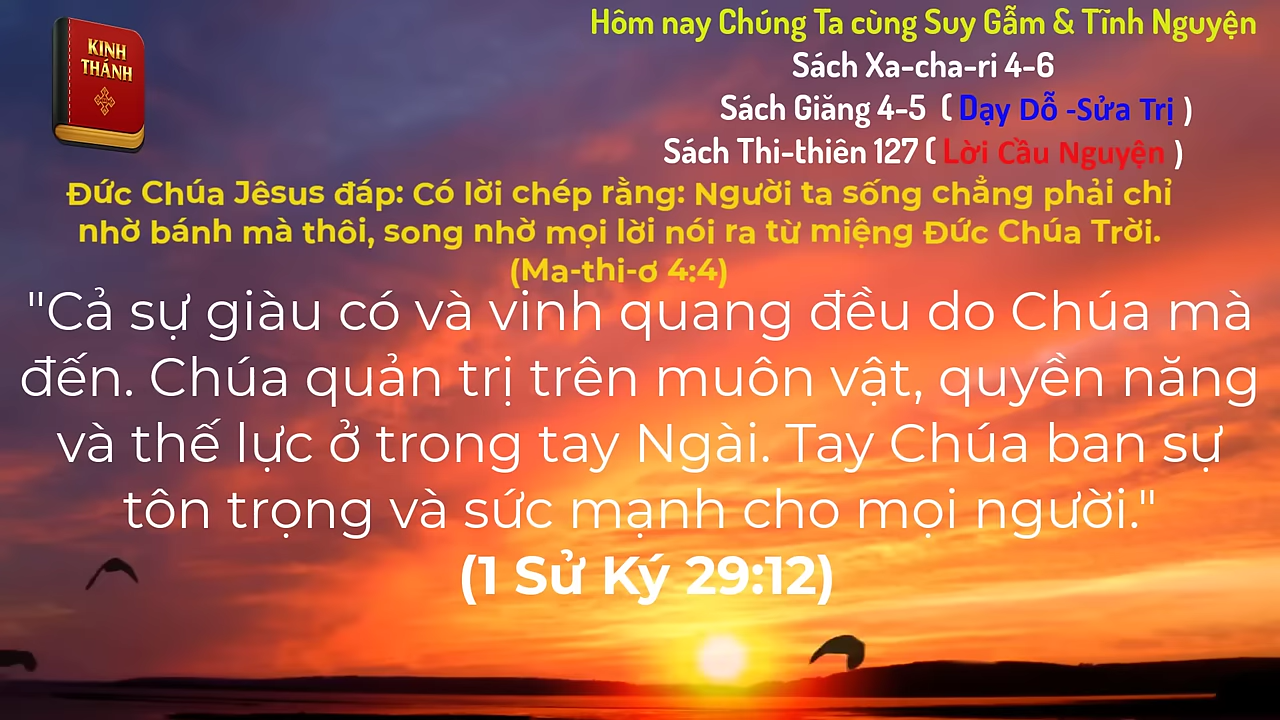 KINH
THÁNH
Hôm nay Chúng Ta cùng Suy Gẫm & Tĩnh Nguyện
Sách Xa-cha-ri 4-6
Sách Giăng 4-5 ( Dạy Dỗ -Sửa Trị )
Sách Thi-thiên 127 ( Lời Cầu Nguyện )
Đức Chúa Jêsus đáp: Có lời chép rằng: Người ta sống chẳng phải chỉ
nhờ bánh mà thôi, song nhờ mọi lời nói ra từ miệng Đức Chúa Trời.
(Ma-thi-ơ 4:4)
"Cả sự giàu có và vinh quang đều do Chúa mà
đến. Chúa quản trị trên muôn vật, quyền năng
và thế lực ở trong tay Ngài. Tay Chúa ban sự
tôn trọng và sức mạnh cho mọi người."
(1 Sử Ký 29:12)